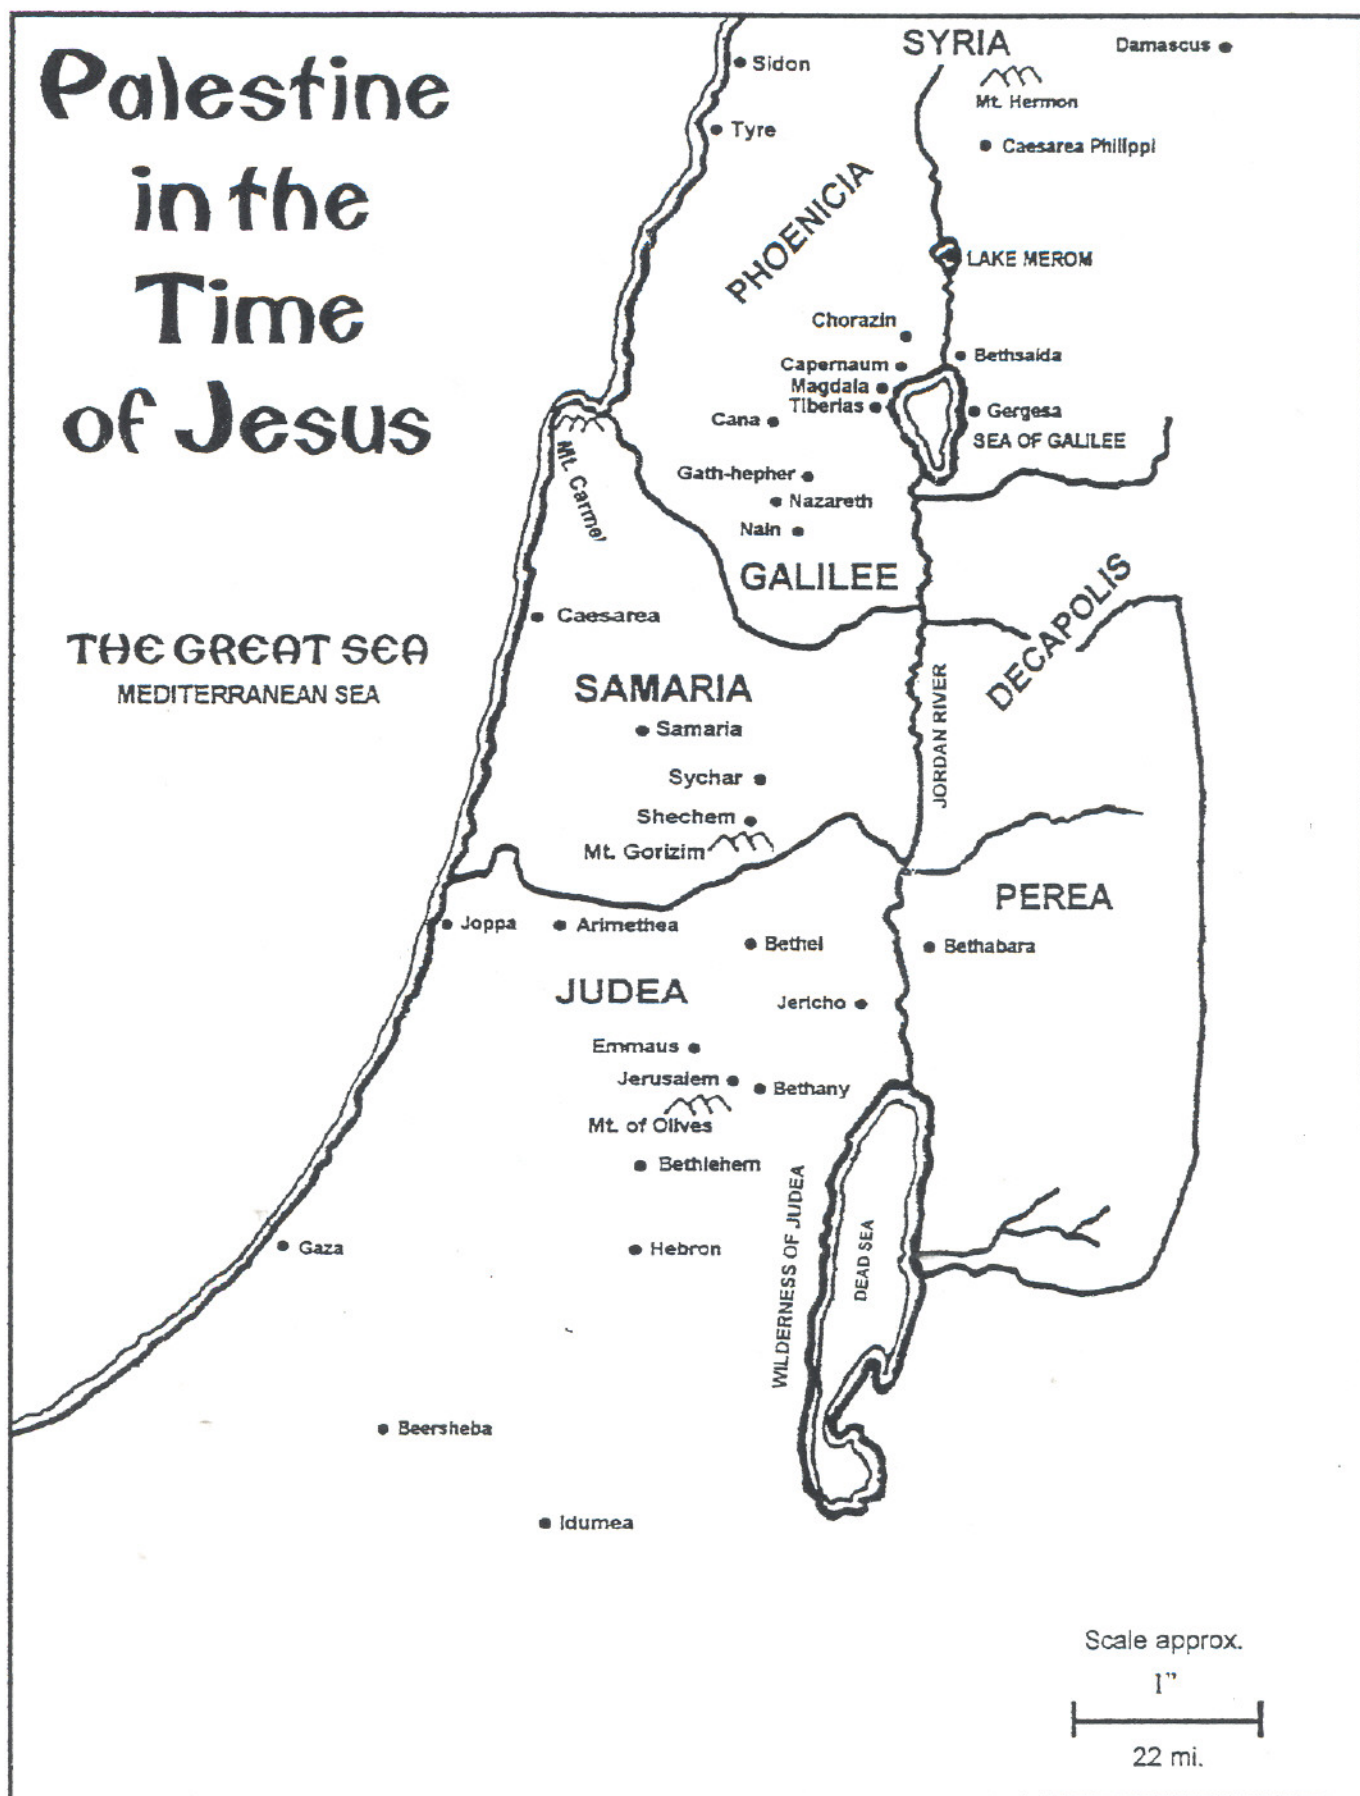 Palestine
in the
Time
of Jesus
SYRIA
Damascus
Sidon
Mt. Hermon
Tyre
Caesarea Philippi
PHOENICIA
LAKE MEROM
Chorazin
Bethsaida
Capernaum
Magdala
Tiberias
Gergesa
Cana
SEA OF GALILEE
Mt. Carmel
Gath-hepher
Nazareth
Nain
GALILEE
DECAPOLIS
Caesarea
THE GREAT SEA
MEDITERRANEAN SEA
SAMARIA
JORDAN RIVER
Samaria
Sychar
Shechem
Mt. Gorizim
PEREA
Joppa
Arimethea
Bethel
Bethabara
JUDEA
Jericho
Emmaus
Jerusalem
Bethany
Mt. of Olives
Bethlehem
WILDERNESS OF JUDEA
DEAD SEA
Gaza
Hebron
Beersheba
Idumea
Scale approx.
1"
22 mi.